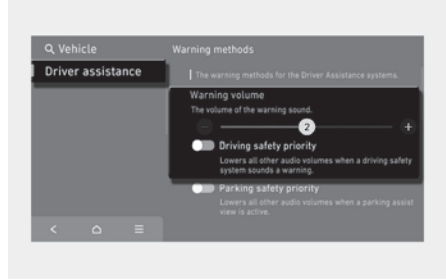 Vehicle
Warning methods
Driver assistance
The warning methods for the Driver Assistance systems.
Warning volume
The volume of the warning sound.
2
Driving safety priority
Lowers all other audio volumes when a driving safety
system sounds a warning.
Parking safety priority
Lowers all other audio volumes when a parking assist
view is active.